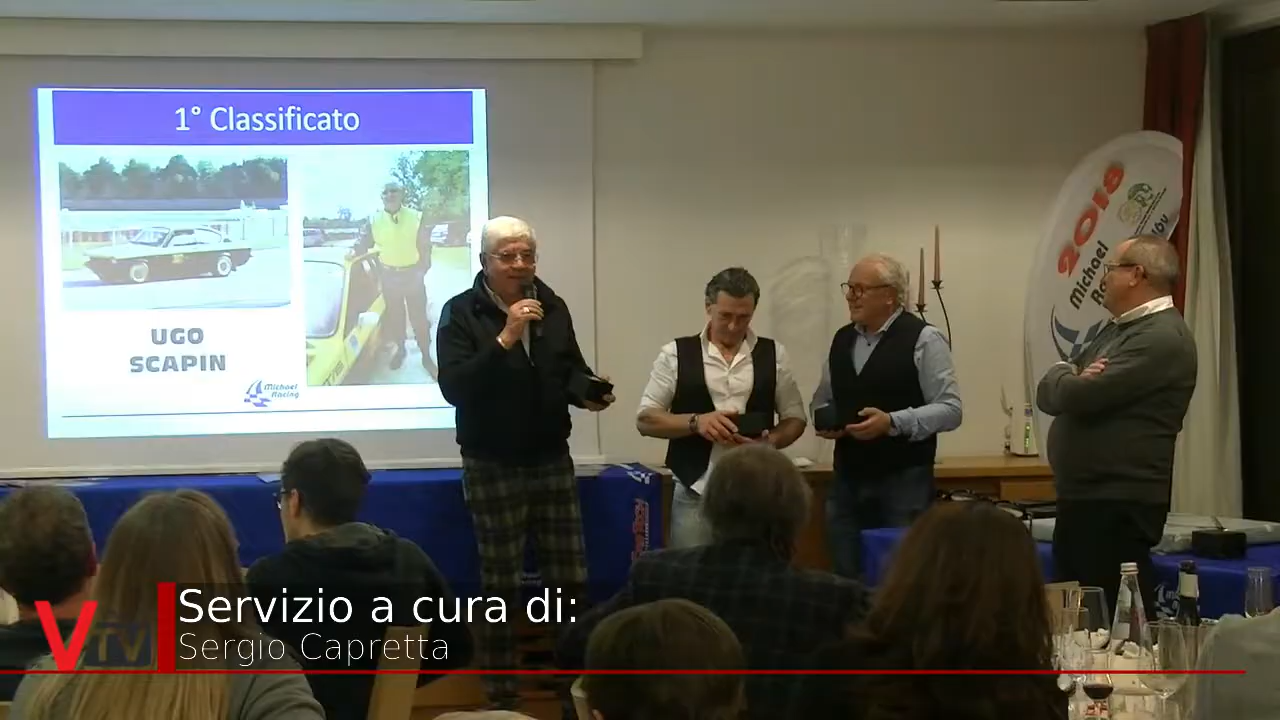 1° Classificato
UGO
SCAPIN
Michael
Racing
2018
Michael
Servizio a cura di:
Sergio Capretta
VTV